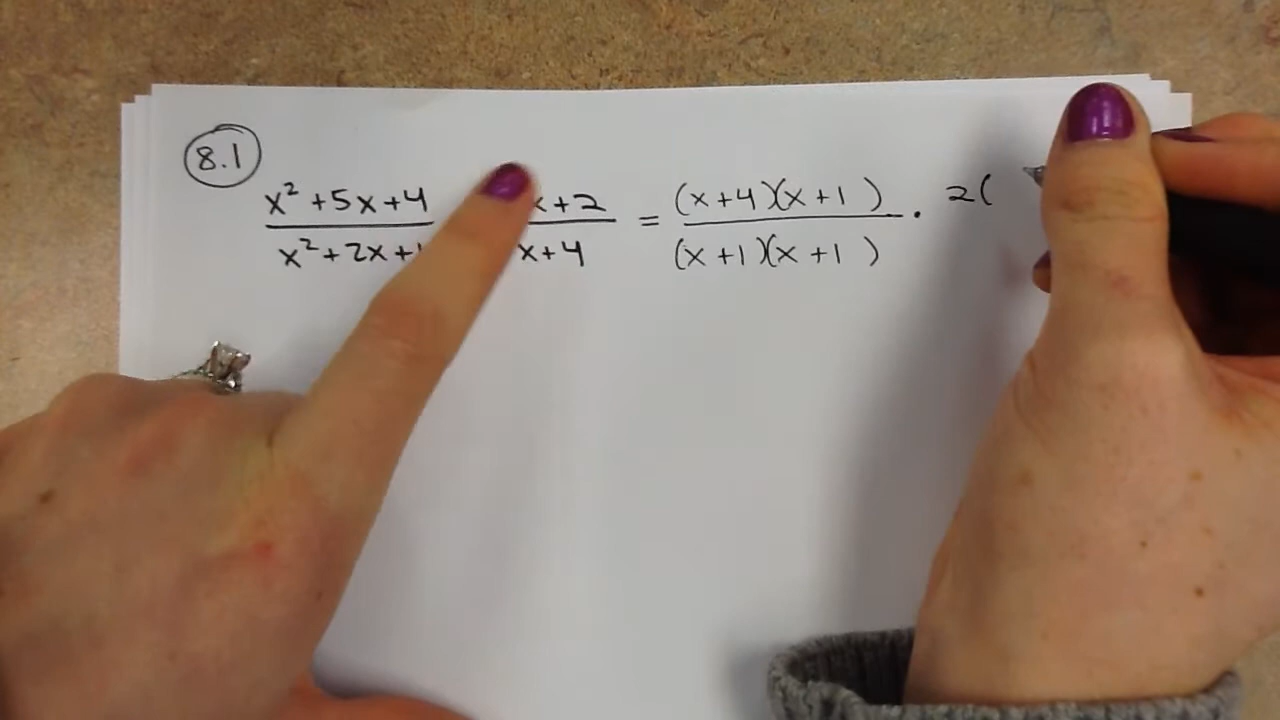 8.1
x² + 5x + 4 x + 2 = (x + 4)(x + 1) · 2(
x² + 2x + x + 4 (x + 1)(x + 1)